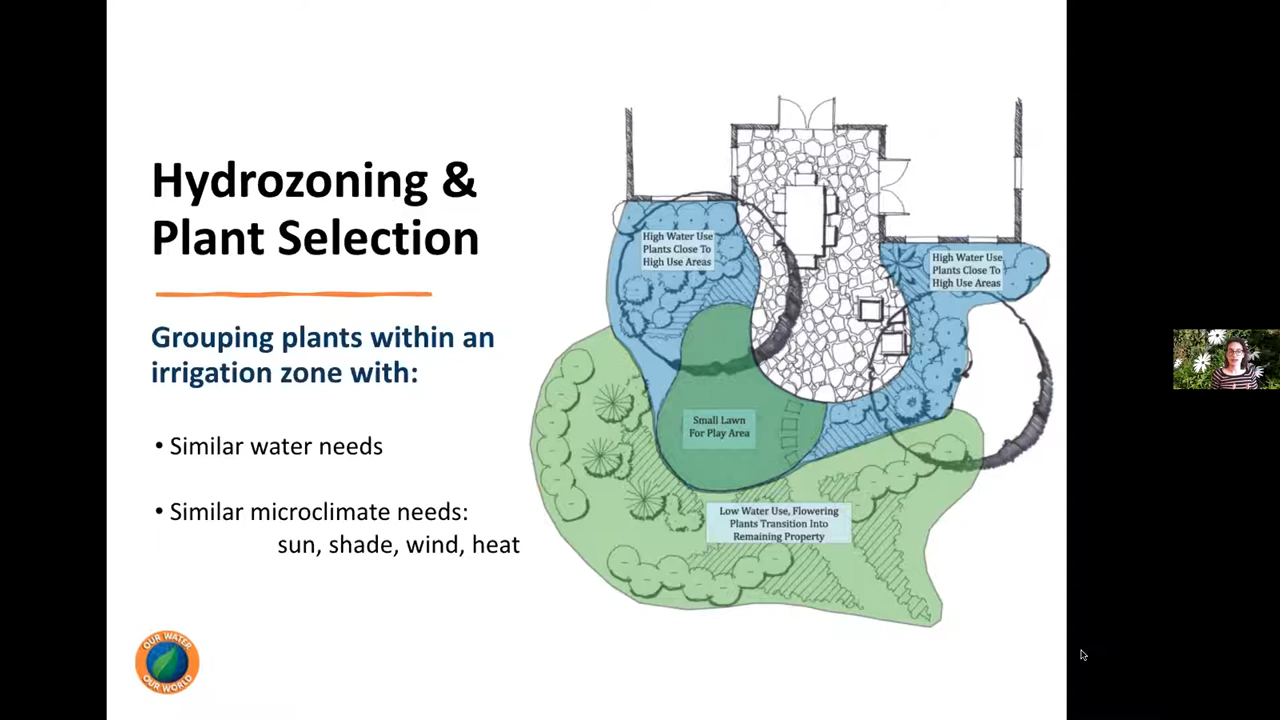 Hydrozoning &
Plant Selection
Grouping plants within an
irrigation zone with:
• Similar water needs
• Similar microclimate needs:
sun, shade, wind, heat
High Water Use
Plants Close To
High Use Areas
High Water Use
Plants Close To
High Use Areas
Small Lawn
For Play Area
Low Water Use, Flowering
Plants Transition Into
Remaining Property
OUR WATER
OUR WORLD